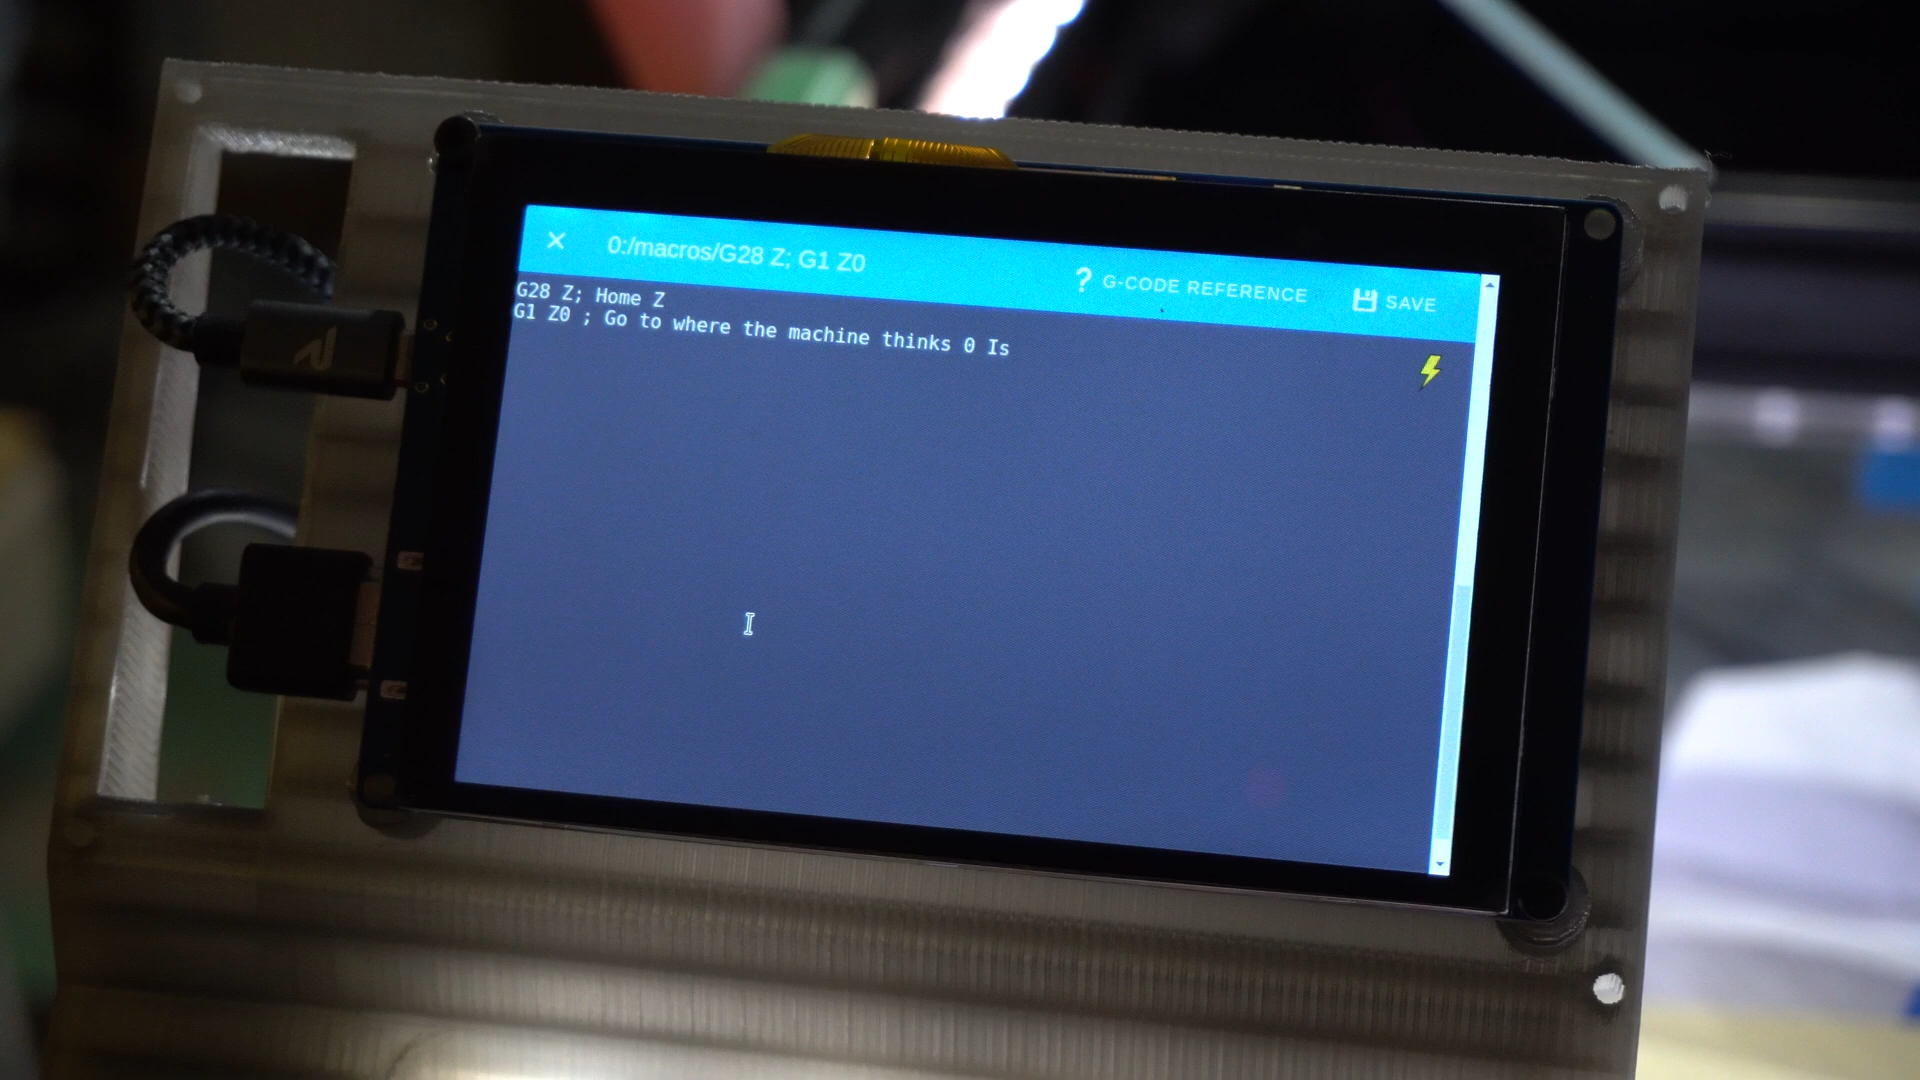 0:/macros/G28 Z; G1 Z0
? G-CODE REFERENCE
SAVE
G28 Z; Home Z
G1 Z0 ; Go to where the machine thinks 0 Is